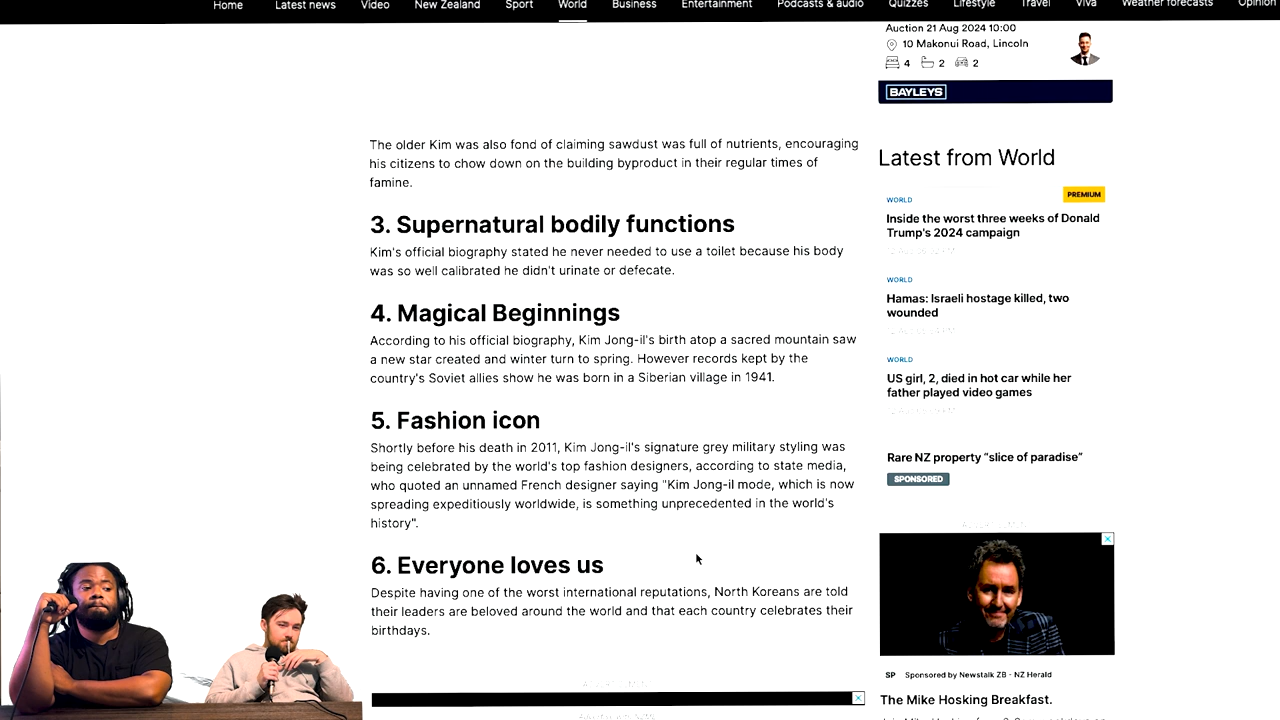 Home Latest news Video New Zealand Sport World Business Entertainment Podcasts & audio Quizzes Lifestyle Travel Viva Weather forecasts Opinion
Auction 21 Aug 2024 10:00
10 Makonui Road, Lincoln
4 2 2
BAYLEYS
The older Kim was also fond of claiming sawdust was full of nutrients, encouraging
his citizens to chow down on the building byproduct in their regular times of
famine.
3. Supernatural bodily functions
Kim's official biography stated he never needed to use a toilet because his body
was so well calibrated he didn't urinate or defecate.
4. Magical Beginnings
According to his official biography, Kim Jong-il's birth atop a sacred mountain saw
a new star created and winter turn to spring. However records kept by the
country's Soviet allies show he was born in a Siberian village in 1941.
5. Fashion icon
Shortly before his death in 2011, Kim Jong-il's signature grey military styling was
being celebrated by the world's top fashion designers, according to state media,
who quoted an unnamed French designer saying "Kim Jong-il mode, which is now
spreading expeditiously worldwide, is something unprecedented in the world's
history".
6. Everyone loves us
Despite having one of the worst international reputations, North Koreans are told
their leaders are beloved around the world and that each country celebrates their
birthdays.
Latest from World
PREMIUM
WORLD
Inside the worst three weeks of Donald
Trump's 2024 campaign
WORLD
Hamas: Israeli hostage killed, two
wounded
WORLD
US girl, 2, died in hot car while her
father played video games
Rare NZ property “slice of paradise”
SPONSORED
SP Sponsored by Newstalk ZB - NZ Herald
The Mike Hosking Breakfast.